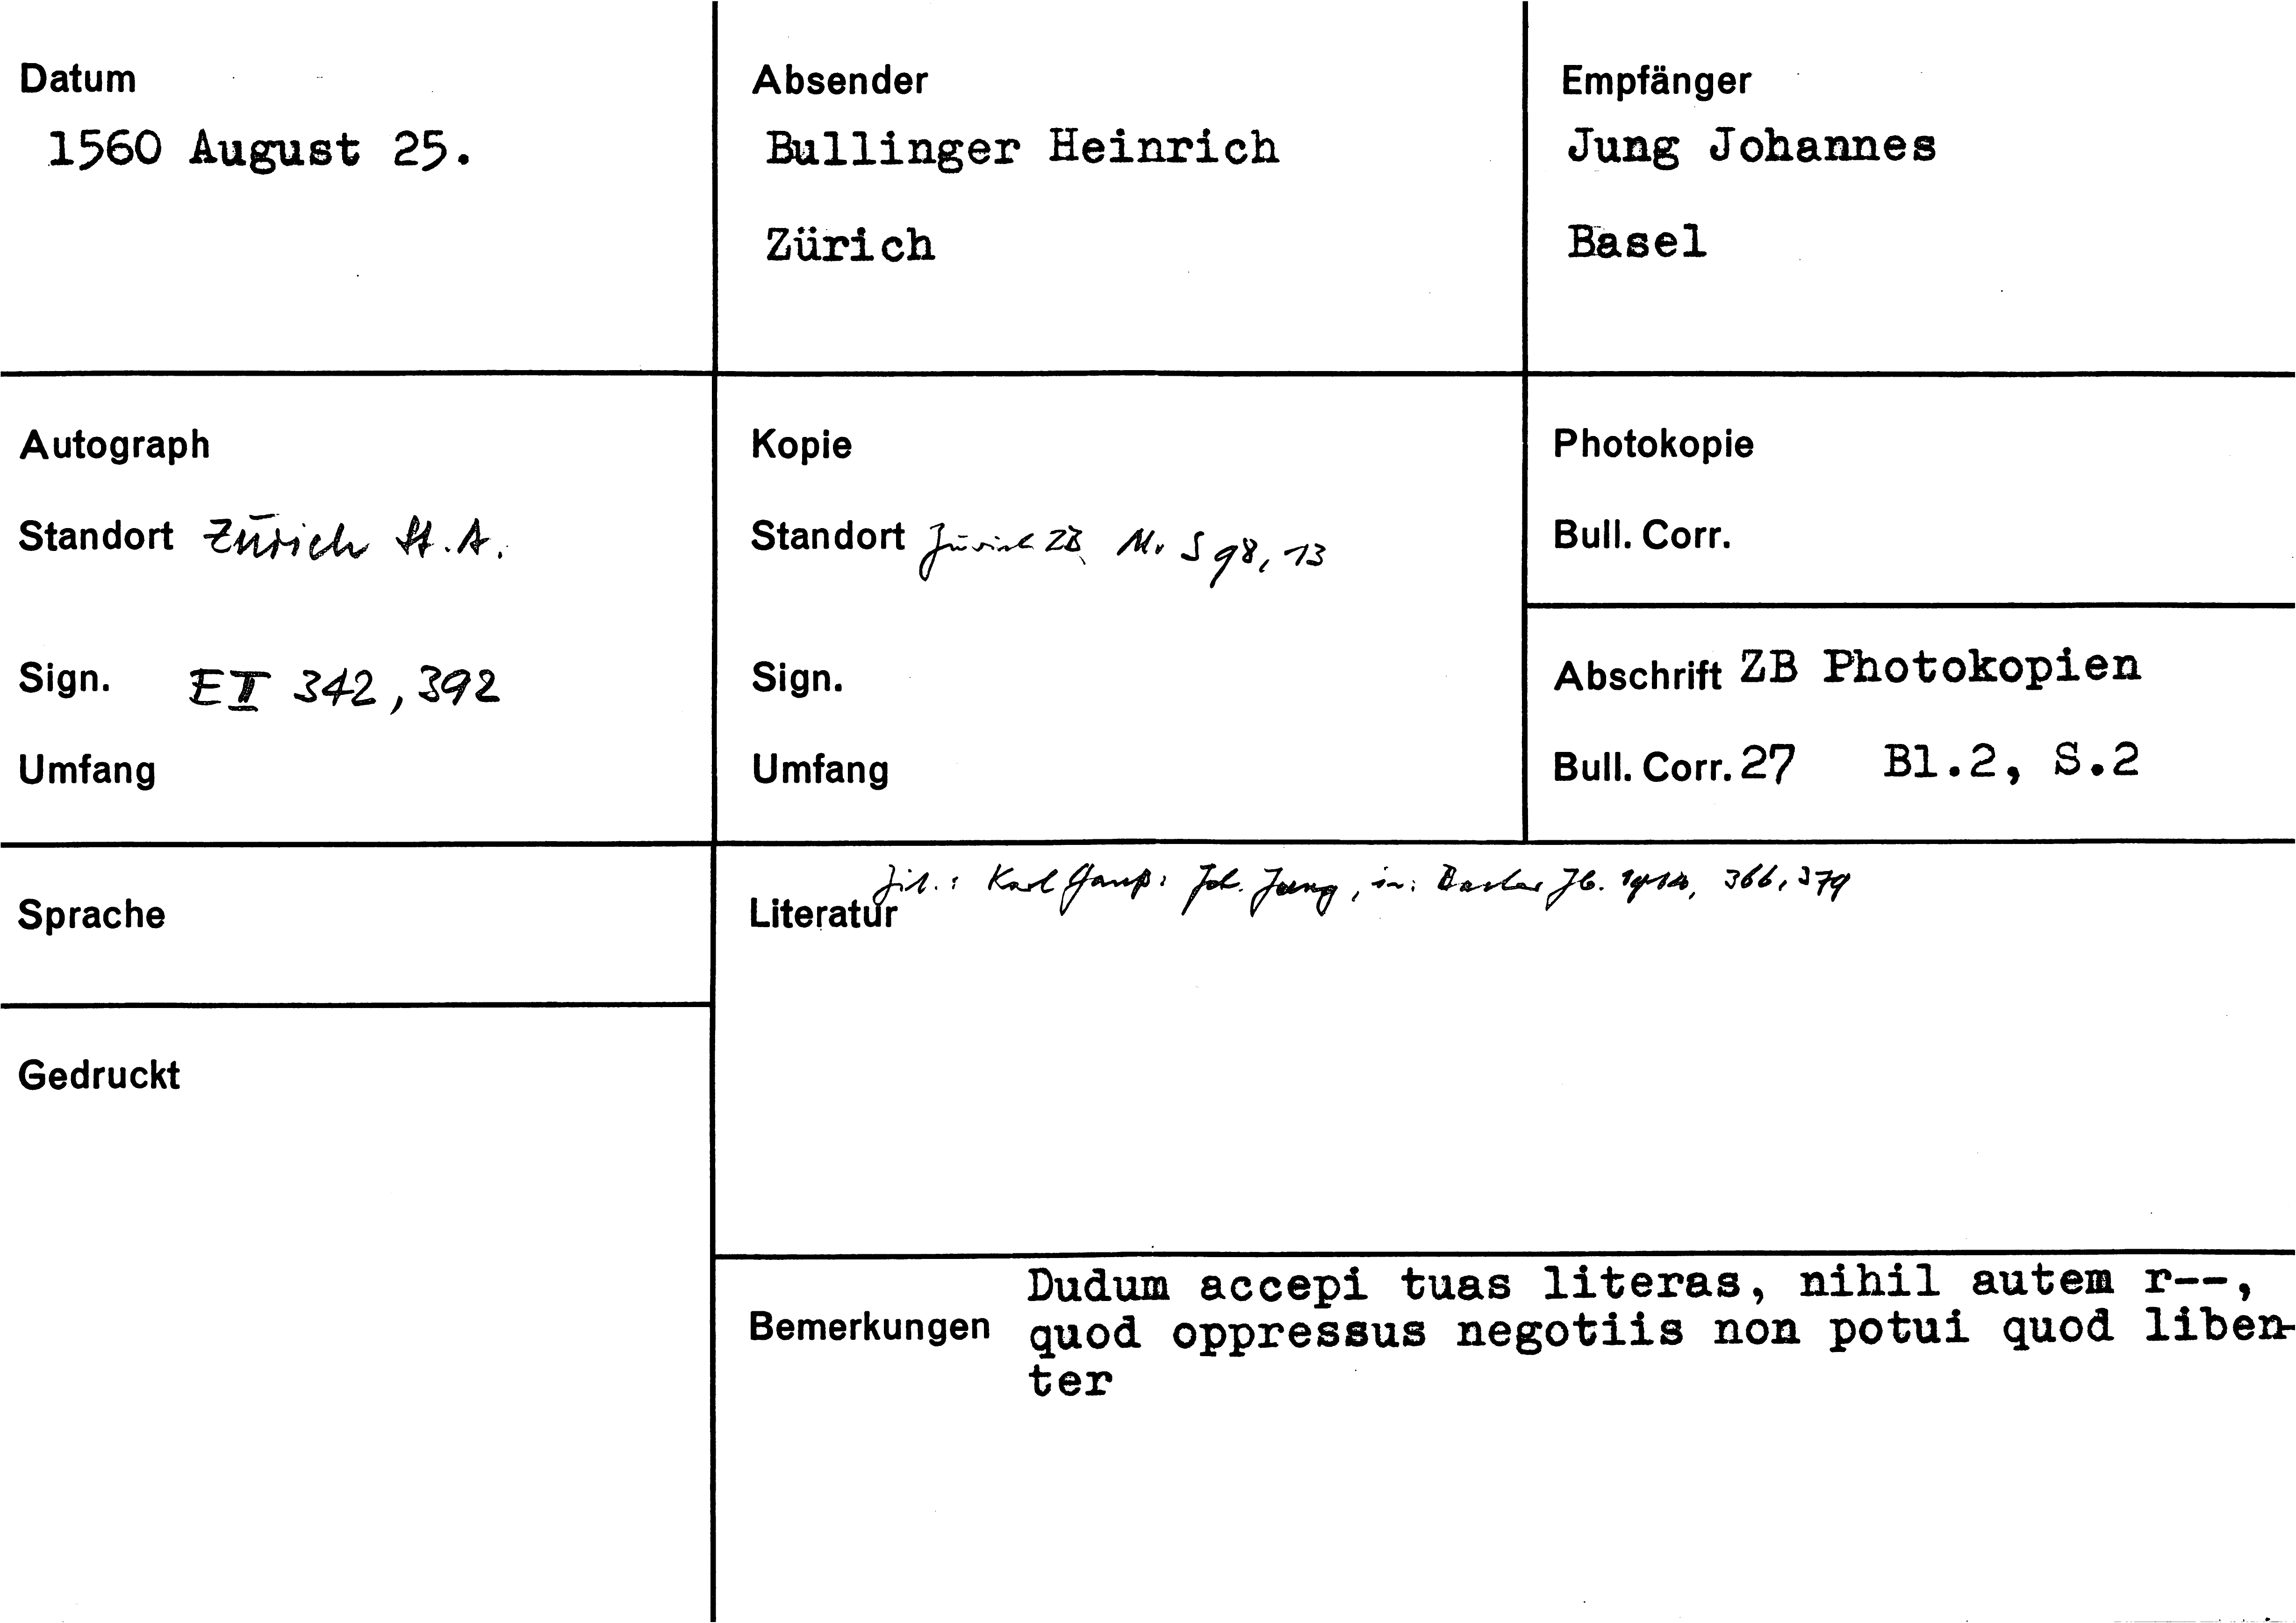 Datum
1560 August 25.
Absender
Bullinger Heinrich
Zürich
Empfänger
Jung Johannes
Basel
Autograph
Standort Zürich St.A.
Sign. E II 342, 392
Umfang
Kopie
Standort Zürich ZB, Ms S 98, 13
Sign.
Umfang
Photokopie
Bull. Corr.
Abschrift ZB Photokopien
Bull. Corr. 27 Bl.2, S.2
Sprache
Gedruckt
Zit.: Karl Gauß: Joh. Jung, in: Basler Jb. 366, 379
Literatur
Bemerkungen
Dudum accepi tuas literas, nihil autem r--,
quod oppressus negotiis non potui quod liben-
ter